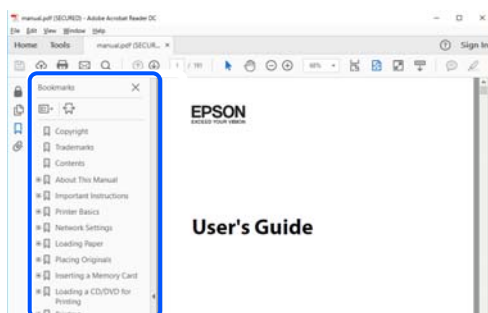 manual.pdf (SECURED) - Adobe Acrobat Reader DC
File Edit View Window Help
Home Tools manual.pdf (SECUR... × Sign In
1 / 191
Bookmarks
Copyright
Trademarks
Contents
About This Manual
Important Instructions
Printer Basics
Network Settings
Loading Paper
Placing Originals
Inserting a Memory Card
Loading a CD/DVD for
Printing
EPSON
EXCEED YOUR VISION
User's Guide